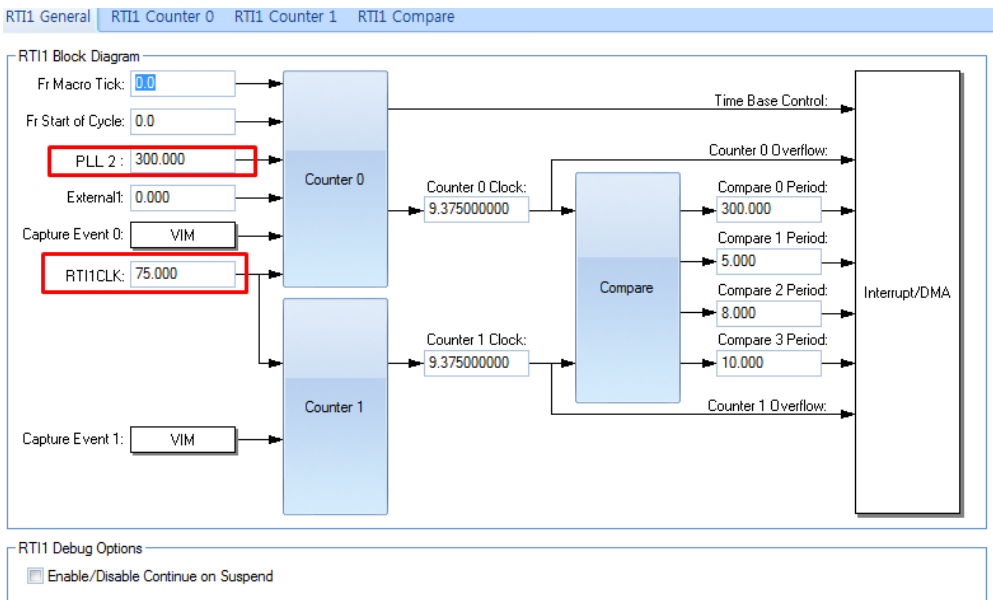 RTI1 General RTI1 Counter 0 RTI1 Counter 1 RTI1 Compare
RTI1 Block Diagram
Fr Macro Tick: 0.0
Time Base Control:
Fr Start of Cycle: 0.0
PLL 2 : 300.000
Counter 0 Overflow:
Counter 0
External1: 0.000
Counter 0 Clock:
9.375000000
Compare 0 Period:
300.000
Capture Event 0: VIM
Compare 1 Period:
5.000
RTI1CLK: 75.000
Compare
Compare 2 Period:
8.000
Interrupt/DMA
Counter 1 Clock:
9.375000000
Compare 3 Period:
10.000
Counter 1
Counter 1 Overflow:
Capture Event 1: VIM
RTI1 Debug Options
Enable/Disable Continue on Suspend